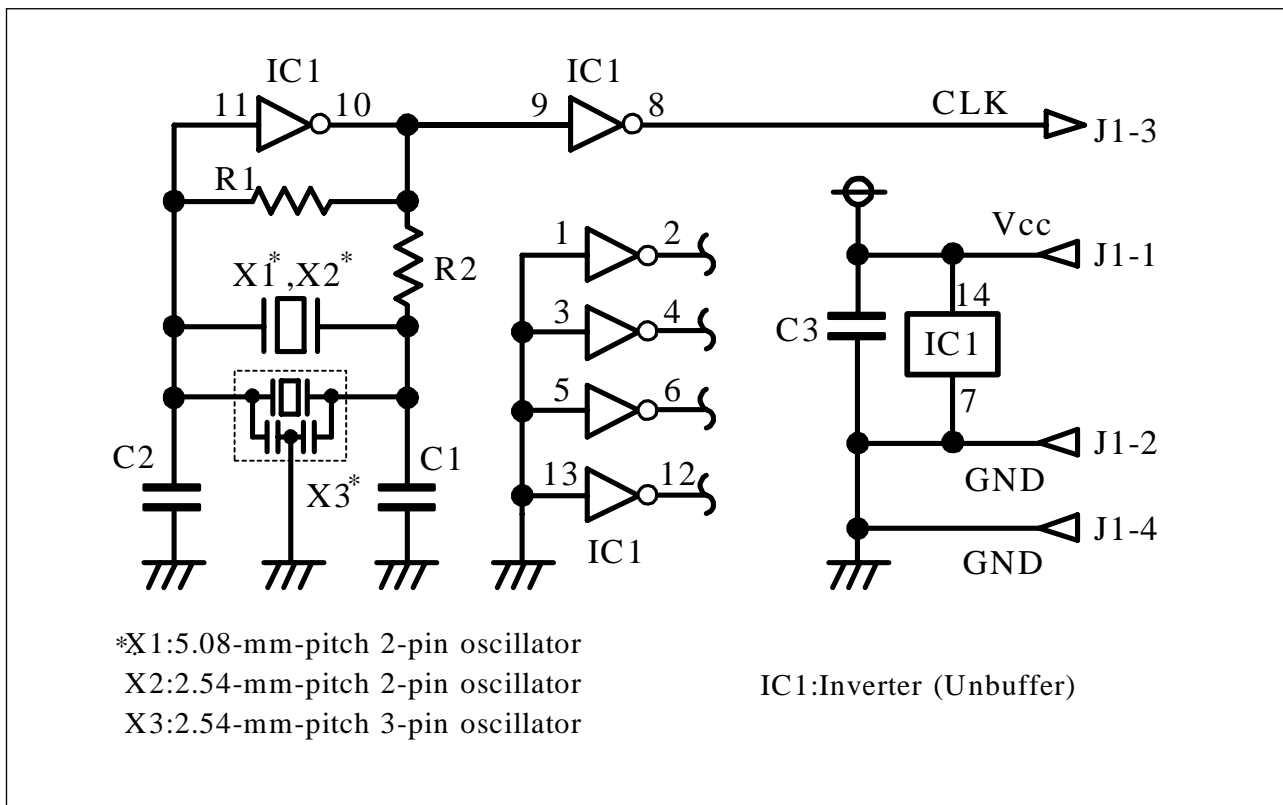 IC1
IC1
11
10
9
8
CLK
J1-3
R1
1
2
Vcc
J1-1
X1*,X2*
R2
3
4
14
C3
IC1
5
6
7
C2
C1
J1-2
X3*
13
12
GND
IC1
J1-4
GND
*X1:5.08-mm-pitch 2-pin oscillator
X2:2.54-mm-pitch 2-pin oscillator
IC1:Inverter (Unbuffer)
X3:2.54-mm-pitch 3-pin oscillator